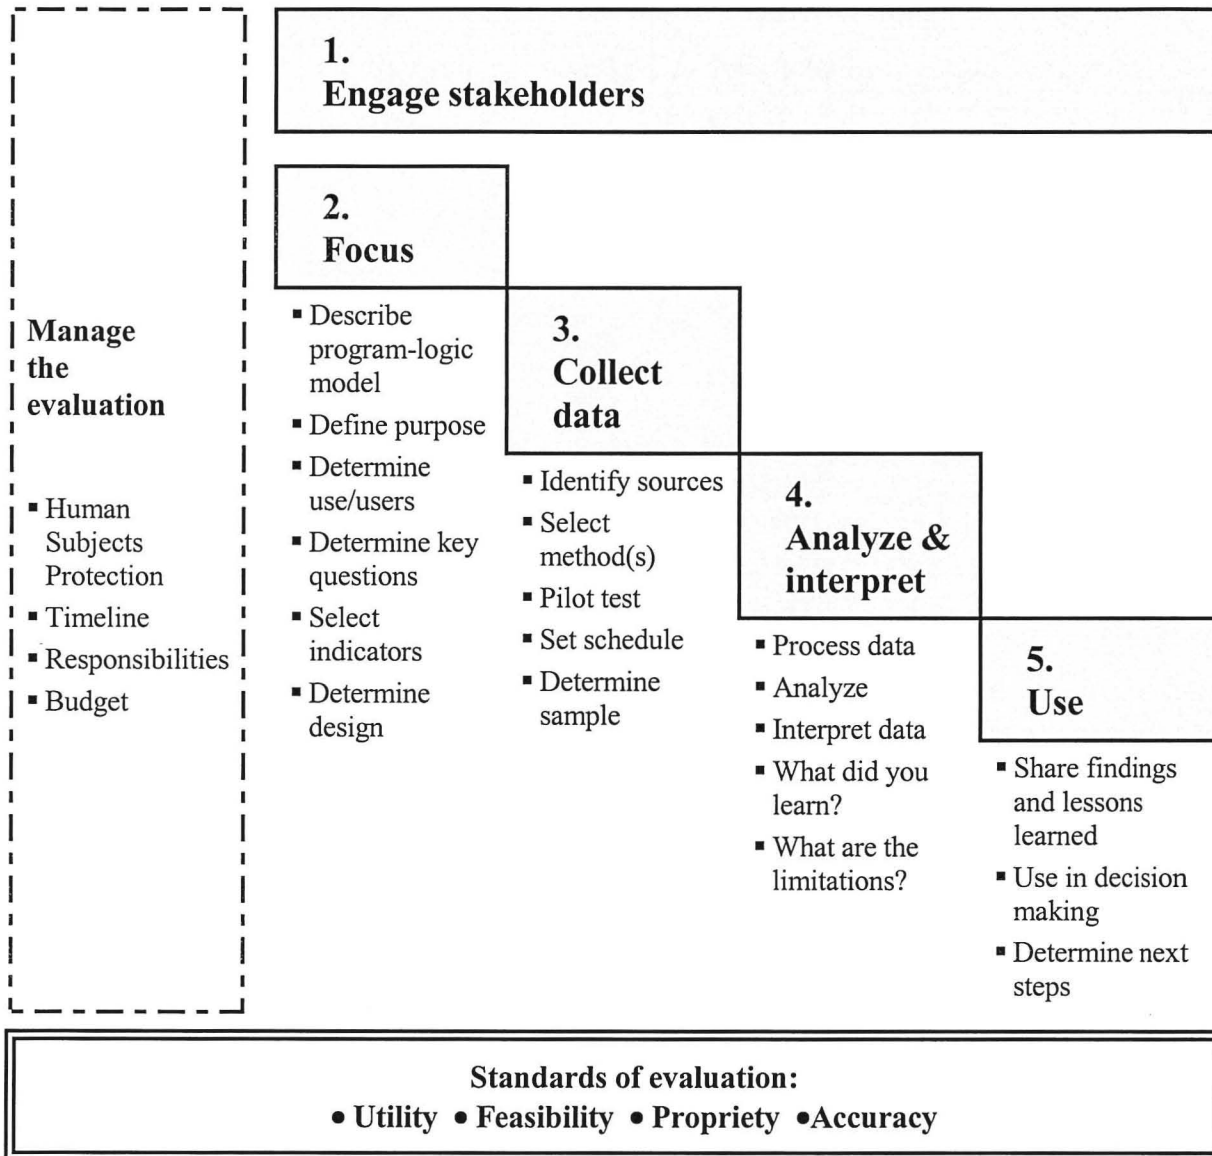 1.
Engage stakeholders
Manage
the
evaluation
▪ Human
Subjects
Protection
▪ Timeline
▪ Responsibilities
▪ Budget
2.
Focus
▪ Describe
program-logic
model
▪ Define purpose
▪ Determine
use/users
▪ Determine key
questions
▪ Select
indicators
▪ Determine
design
3.
Collect
data
▪ Identify sources
▪ Select
method(s)
▪ Pilot test
▪ Set schedule
▪ Determine
sample
4.
Analyze &
interpret
▪ Process data
▪ Analyze
▪ Interpret data
▪ What did you
learn?
▪ What are the
limitations?
5.
Use
▪ Share findings
and lessons
learned
▪ Use in decision
making
▪ Determine next
steps
Standards of evaluation:
● Utility ● Feasibility ● Propriety ●Accuracy